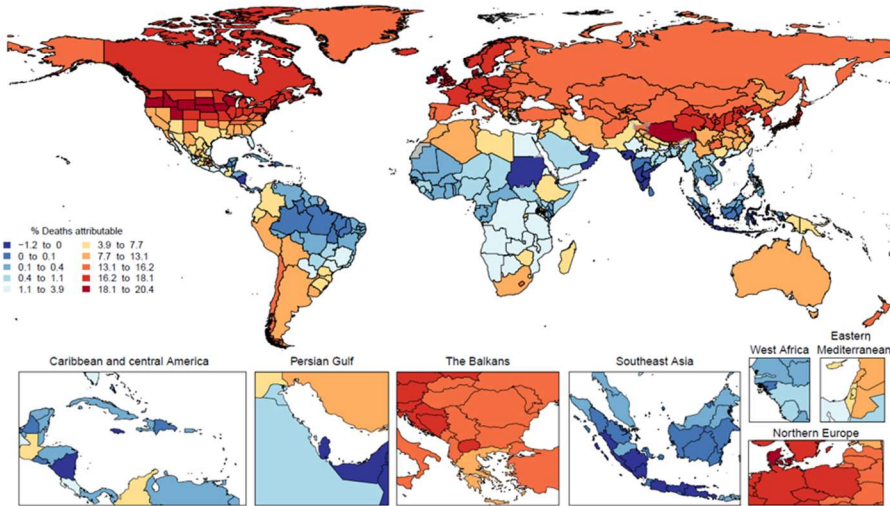 % Deaths attributable
−1.2 to 0
0 to 0.1
0.1 to 0.4
0.4 to 1.1
1.1 to 3.9
3.9 to 7.7
7.7 to 13.1
13.1 to 16.2
16.2 to 18.1
18.1 to 20.4
Caribbean and central America
Persian Gulf
The Balkans
Southeast Asia
West Africa
Eastern
Mediterranean
Northern Europe